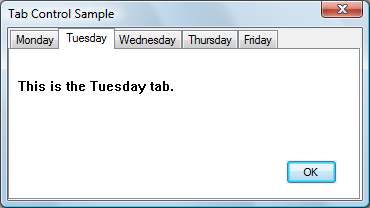 Tab Control Sample
Monday Tuesday Wednesday Thursday Friday
This is the Tuesday tab.
OK